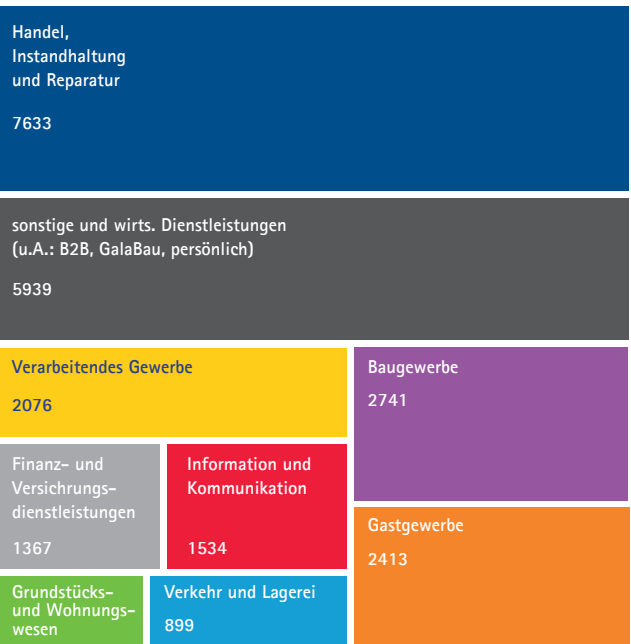 Handel,
Instandhaltung
und Reparatur
7633
sonstige und wirts. Dienstleistungen
(u.A.: B2B, GalaBau, persönlich)
5939
Verarbeitendes Gewerbe
2076
Baugewerbe
2741
Finanz- und
Versichrungs-
dienstleistungen
1367
Information und
Kommunikation
1534
Gastgewerbe
2413
Grundstücks-
und Wohnungs-
wesen
Verkehr und Lagerei
899